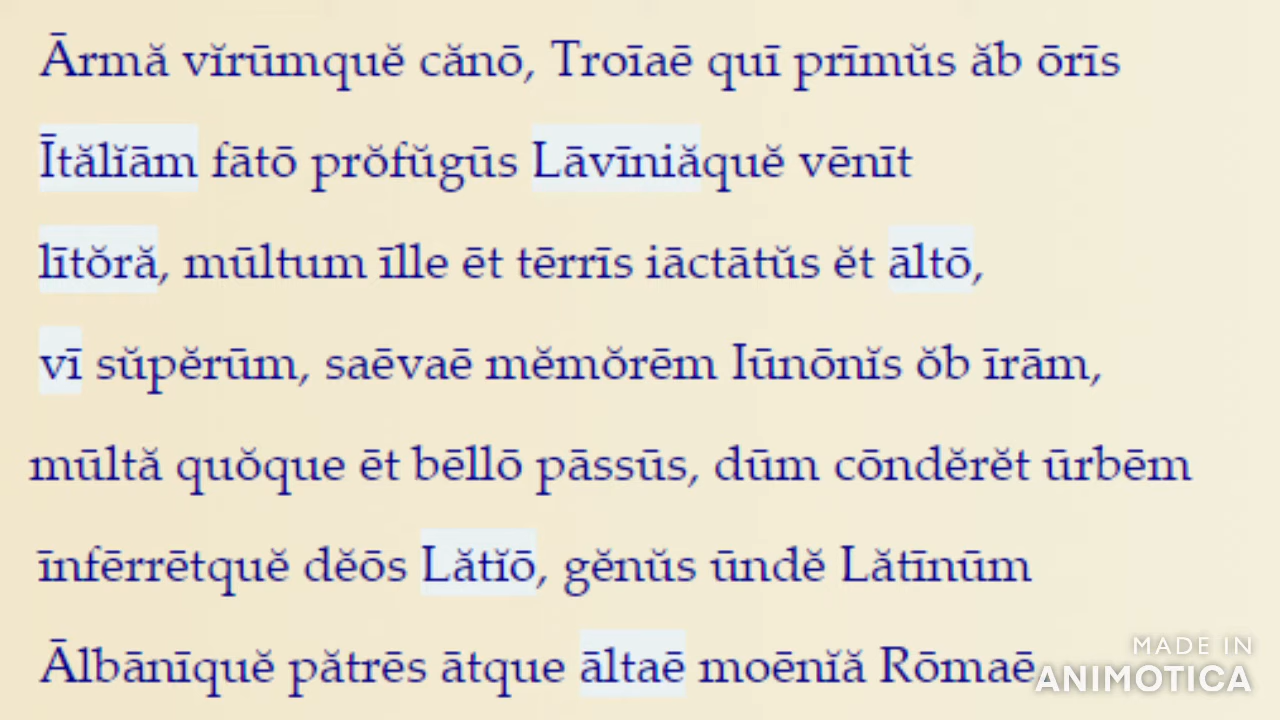 Ārmă vĭrūmquĕ cănō, Troīaē quī prīmŭs ăb ōrīs
Ītălĭām fātō prŏfŭgūs Lāvīniăquĕ vēnīt
lītŏră, mūltum īlle ēt tērrīs iāctātŭs ĕt āltō,
vī sŭpĕrūm, saēvaē mĕmŏrēm Iūnōnĭs ŏb īrām,
mūltă quŏque ēt bēllō pāssūs, dūm cōndĕrĕt ūrbēm
īnfērrētquĕ dĕōs Lătĭō, gĕnŭs ūndĕ Lătīnūm
Ālbānīquĕ pătrēs ātque āltaē moēnĭă Rōmaē
MADE IN
ANIMOTICA